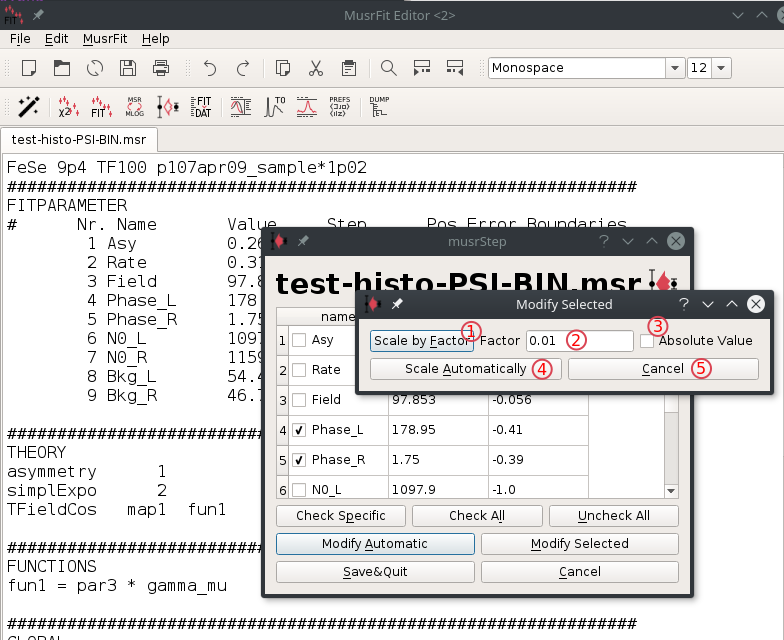 MusrFit Editor <2>
FIT
File Edit MusrFit Help
Monospace 12
χ2 FIT MSR MLOG FIT DAT T0 PREFS DUMP
test-histo-PSI-BIN.msr
FeSe 9p4 TF100 p107apr09_sample*1p02
###############################################################
FITPARAMETER
# Nr. Name Value Step Pos_Error Boundaries
1 Asy 0.26
2 Rate
3 Field 97.8
4 Phase_L 178
5 Phase_R 1.75
6 N0_L 1097
7 N0_R 1159
8 Bkg_L 54.4
9 Bkg_R 46.7
##########################
THEORY
asymmetry 1
simplExpo 2
TFieldCos map1 fun1
##########################
FUNCTIONS
fun1 = par3 * gamma_mu
###############################################################
GLOBAL
musrStep
test-histo-PSI-BIN.msr
name
1 Asy
2 Rate
3 Field 97.853 -0.056
4 Phase_L 178.95 -0.41
5 Phase_R 1.75 -0.39
6 N0_L 1097.9 -1.0
Check Specific Check All Uncheck All
Modify Automatic Modify Selected
Save&Quit Cancel
Modify Selected
Scale by Factor 1 Factor 0.01 2 3 Absolute Value
Scale Automatically 4 Cancel 5